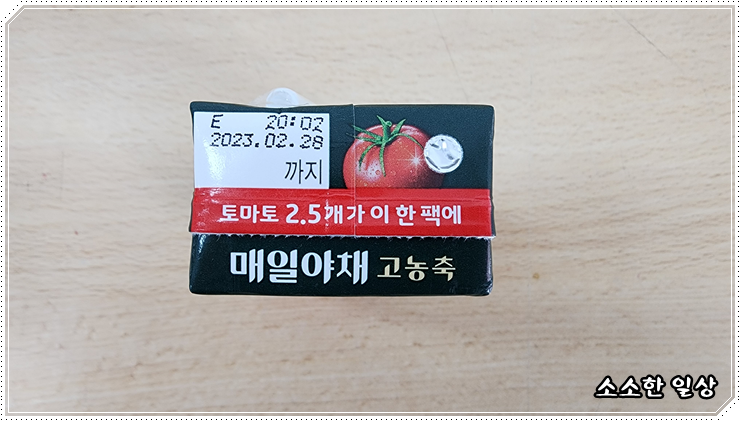 E 20:02
2023.02.28
까지
토마토 2.5개가 이 한 팩에
매일야채 고농축
소소한 일상